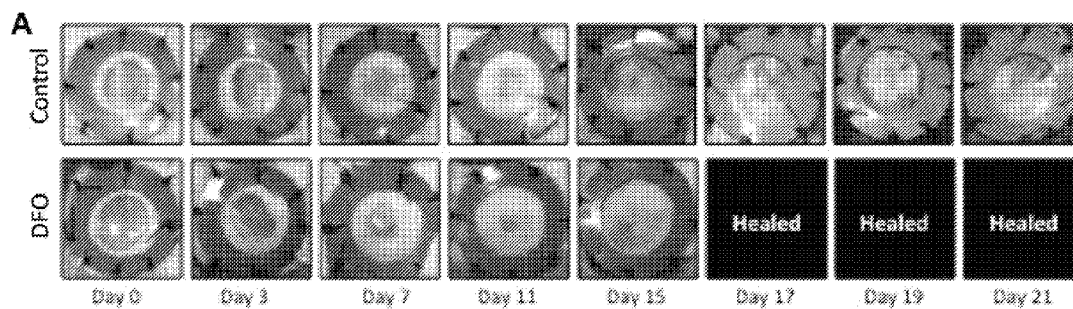 A
Control
DFO
Healed Healed Healed
Day 0 Day 3 Day 7 Day 11 Day 15 Day 17 Day 19 Day 21